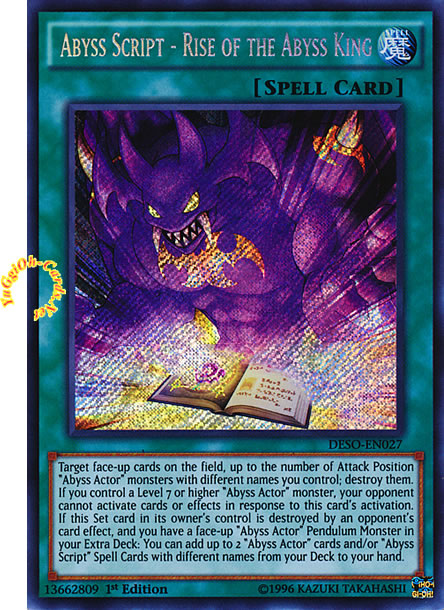 Abyss Script - Rise of the Abyss King
魔
[Spell Card]
YuGgiOh-Cards.Net
DESO-EN027
Target face-up cards on the field, up to the number of Attack Position
"Abyss Actor" monsters with different names you control; destroy them.
If you control a Level 7 or higher "Abyss Actor" monster, your opponent
cannot activate cards or effects in response to this card's activation.
If this Set card in its owner's control is destroyed by an opponent's
card effect, and you have a face-up "Abyss Actor" Pendulum Monster in
your Extra Deck: You can add up to 2 "Abyss Actor" cards and/or "Abyss
Script" Spell Cards with different names from your Deck to your hand.
13662809 1st Edition ©1996 KAZUKI TAKAHASHI